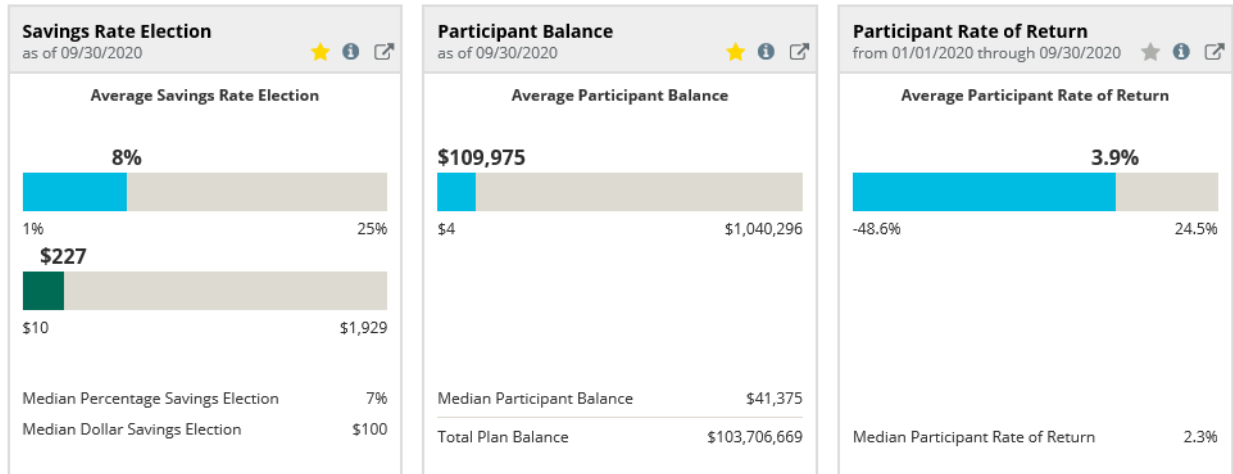 Savings Rate Election
as of 09/30/2020
Average Savings Rate Election
8%
1% 25%
$227
$10 $1,929
Median Percentage Savings Election 7%
Median Dollar Savings Election $100
Participant Balance
as of 09/30/2020
Average Participant Balance
$109,975
$4 $1,040,296
Median Participant Balance $41,375
Total Plan Balance $103,706,669
Participant Rate of Return
from 01/01/2020 through 09/30/2020
Average Participant Rate of Return
3.9%
-48.6% 24.5%
Median Participant Rate of Return 2.3%